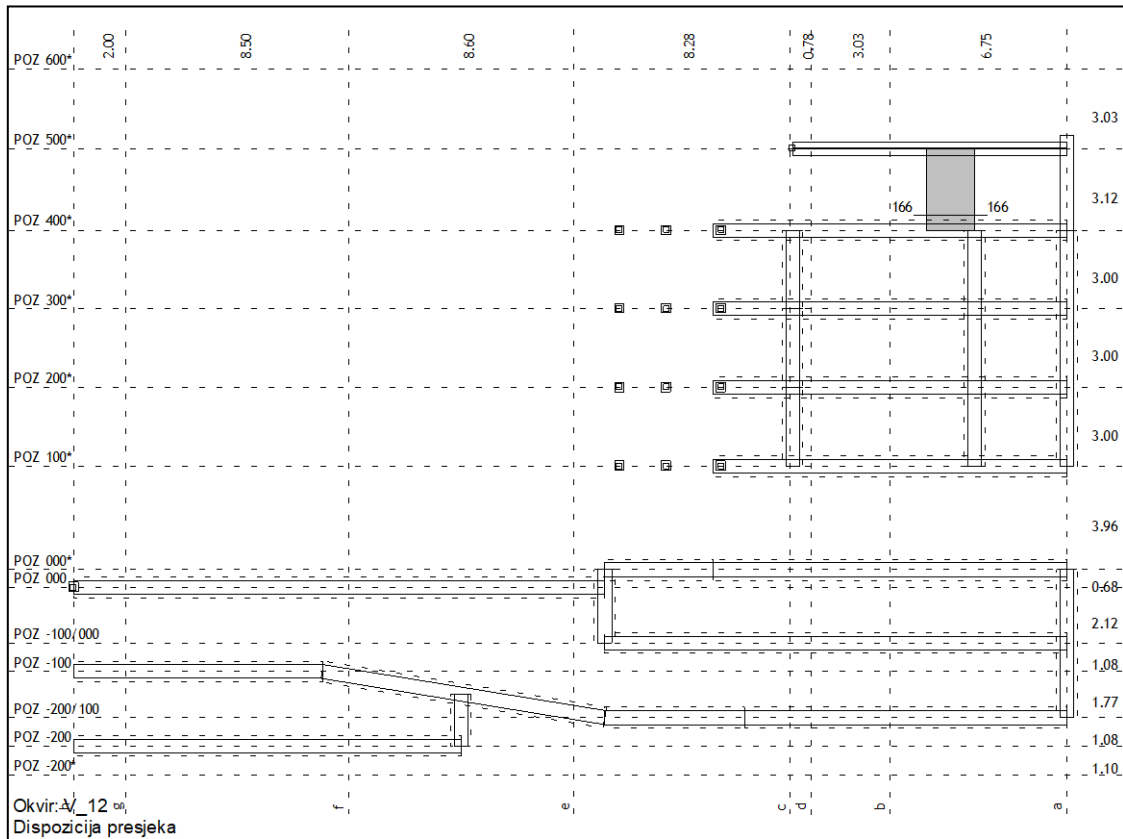 2.00
8.50
8.60
8.28
0.78
3.03
6.75
POZ 600*
3.03
POZ 500*
3.12
166 166
POZ 400*
3.00
POZ 300*
3.00
POZ 200*
3.00
POZ 100*
3.96
POZ 000*
POZ 000
0.68
2.12
POZ -100/000
POZ -100
1.08
1.77
POZ -200/100
POZ -200
1.08
POZ -200*
1.10
g f e c d b a
Okvir: V_12
Dispozicija presjeka